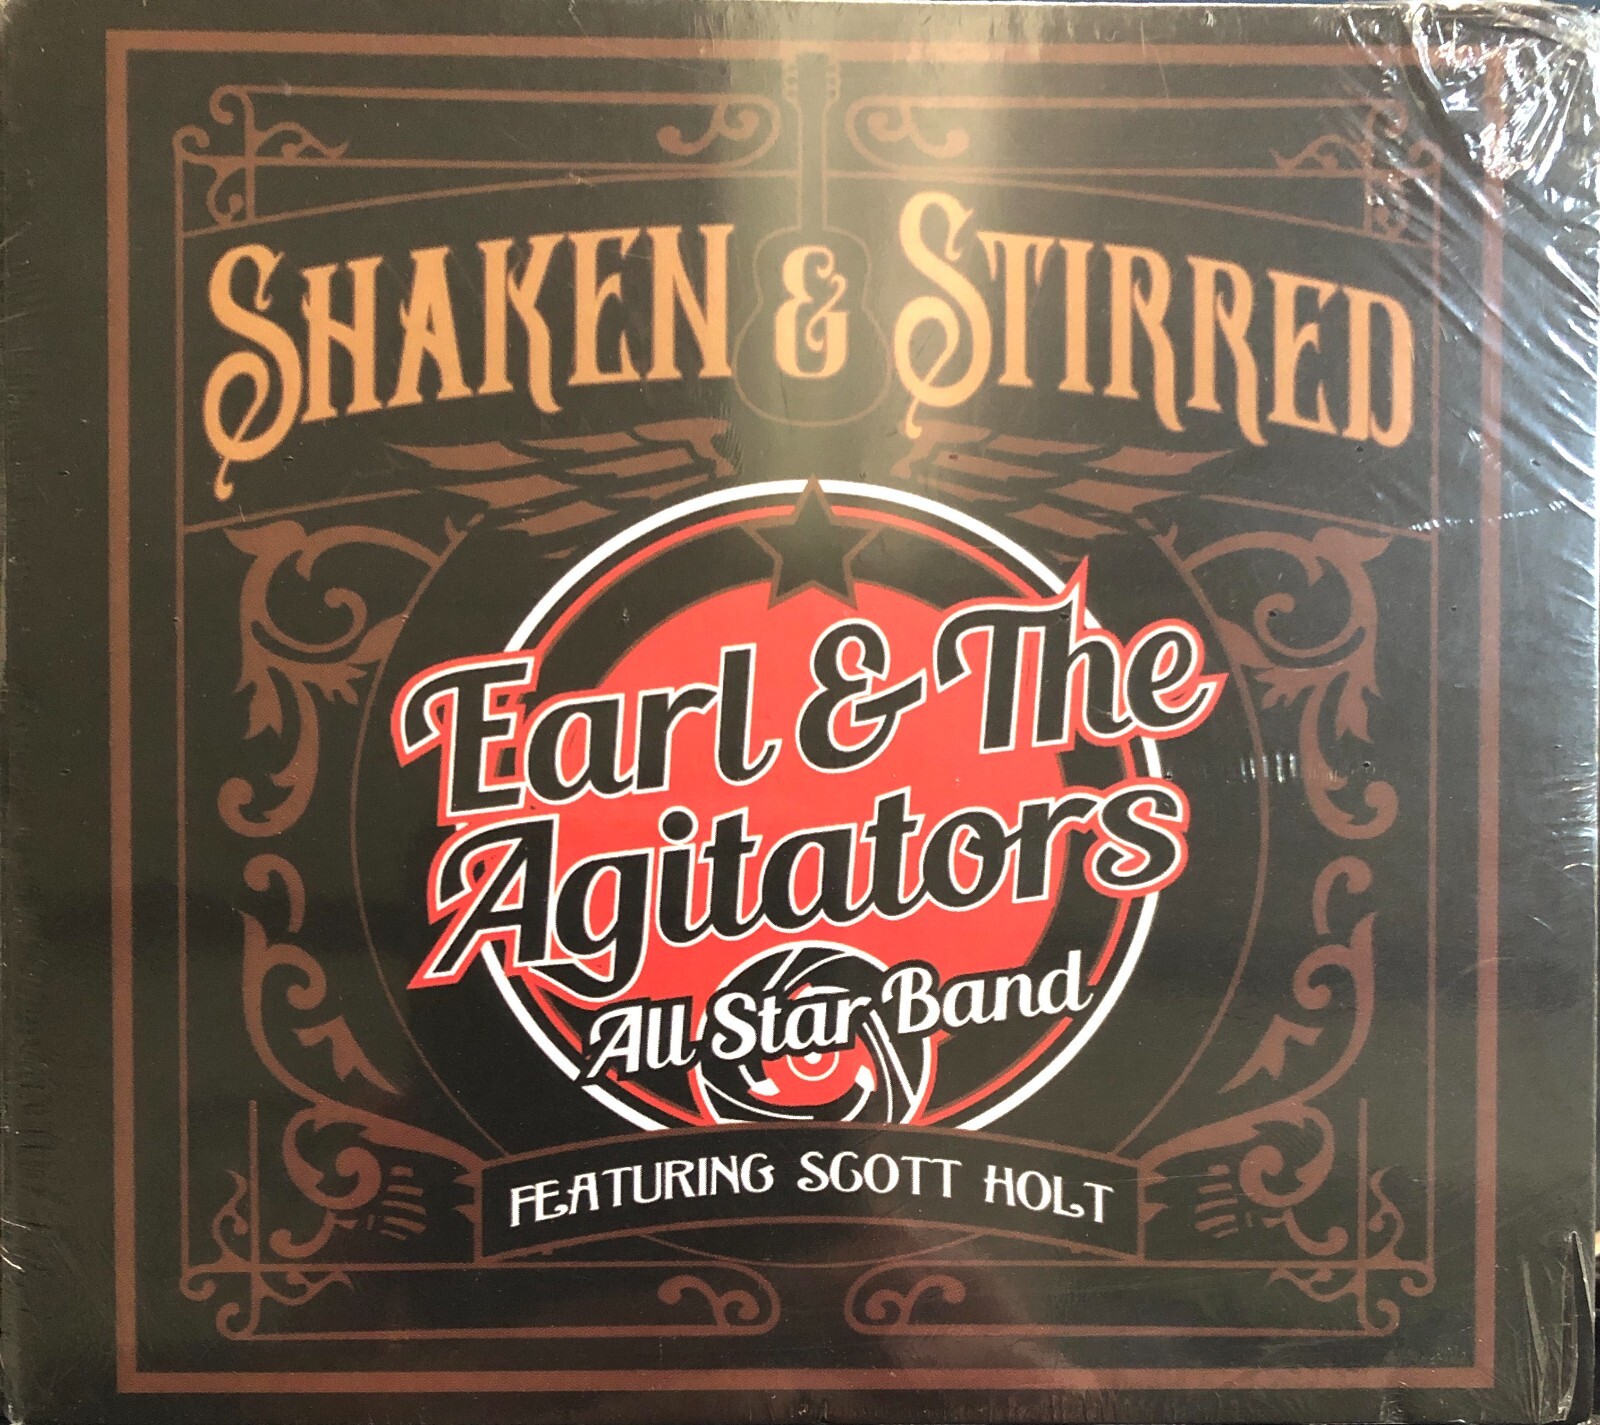 SHAKEN & STIRRED
Earl & The
Agitators
All Star Band
FEATURING SCOTT HOLT